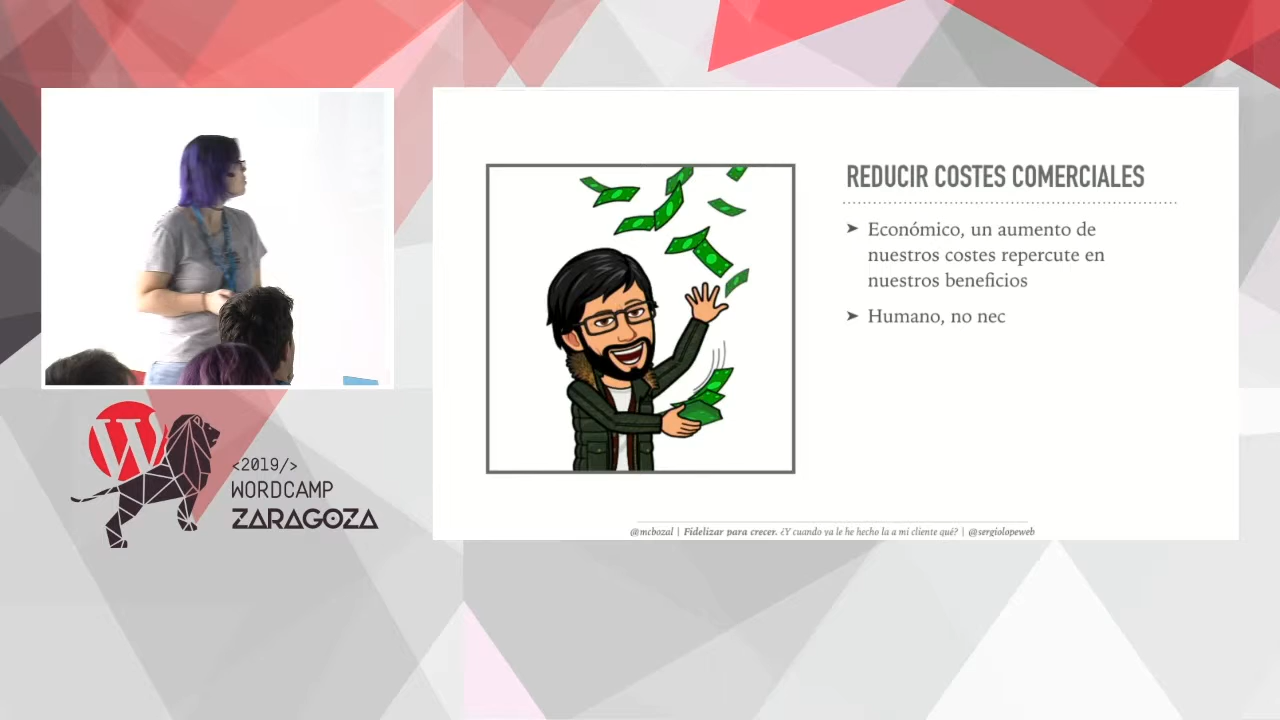 REDUCIR COSTES COMERCIALES
➤ Económico, un aumento de
nuestros costes repercute en
nuestros beneficios
➤ Humano, no nec
@mcbozal | Fidelizar para crecer. ¿Y cuando ya le he hecho la a mi cliente qué? | @sergiolopeweb
W
<2019/>
WORDCAMP
ZARAGOZA